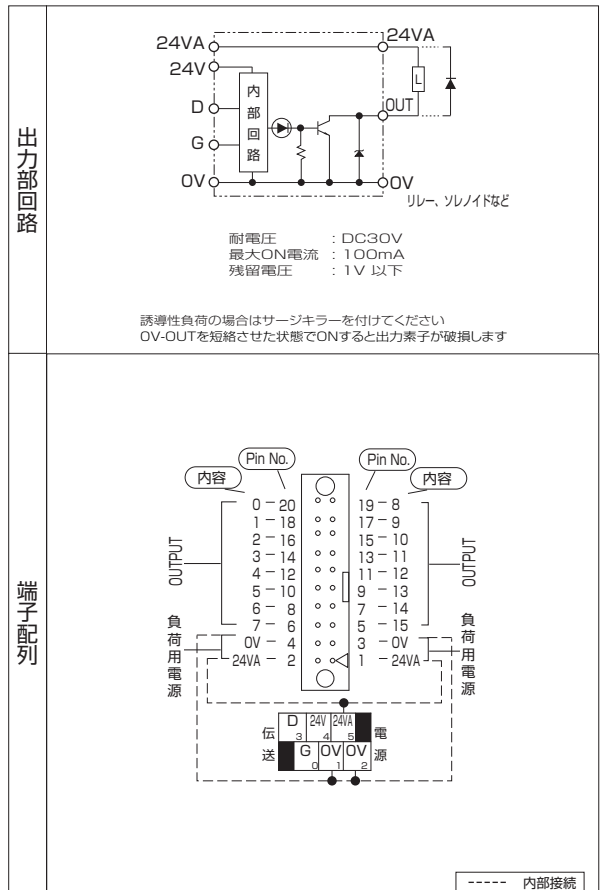 出力部回路
24VA
24VA
24V
内部回路
L
D
OUT
G
0V
0V
リレー、ソレノイドなど
耐電圧 : DC30V
最大ON電流 : 100mA
残留電圧 : 1V 以下
誘導性負荷の場合はサージキラーを付けてください
0V-OUTを短絡させた状態でONすると出力素子が破損します
端子配列
Pin No.
Pin No.
内容
内容
0 - 20
19 - 8
1 - 18
17 - 9
2 - 16
15 - 10
3 - 14
13 - 11
4 - 12
11 - 12
5 - 10
9 - 13
6 - 8
7 - 14
7 - 6
5 - 15
0V - 4
3 - 0V
24VA - 2
1 - 24VA
OUTPUT
OUTPUT
負荷用電源
負荷用電源
伝送
D 3
24V 4
24VA 5
電源
G 0
0V 1
0V 2
----- 内部接続